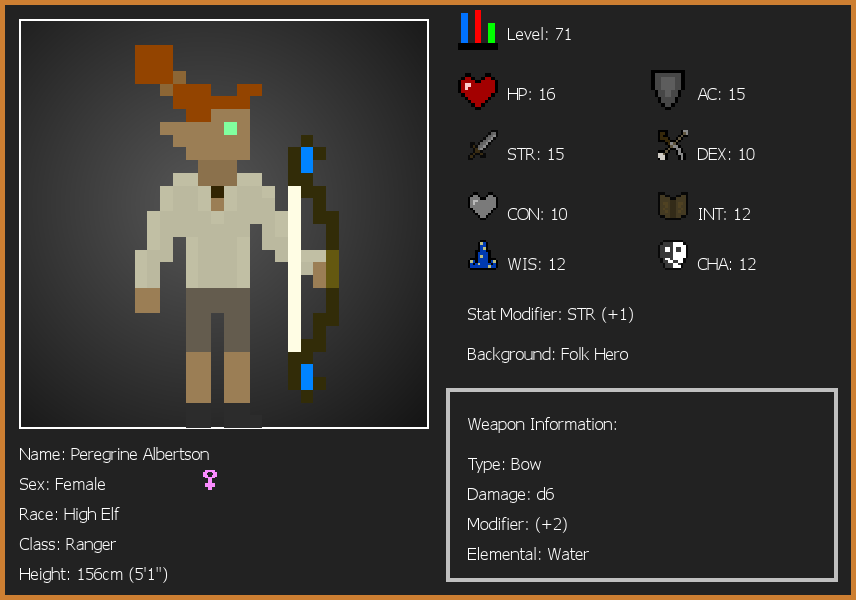 Level: 71
HP: 16
AC: 15
STR: 15
DEX: 10
CON: 10
INT: 12
WIS: 12
CHA: 12
Stat Modifier: STR (+1)
Background: Folk Hero
Weapon Information:
Type: Bow
Damage: d6
Modifier: (+2)
Elemental: Water
Name: Peregrine Albertson
Sex: Female
Race: High Elf
Class: Ranger
Height: 156cm (5'1")